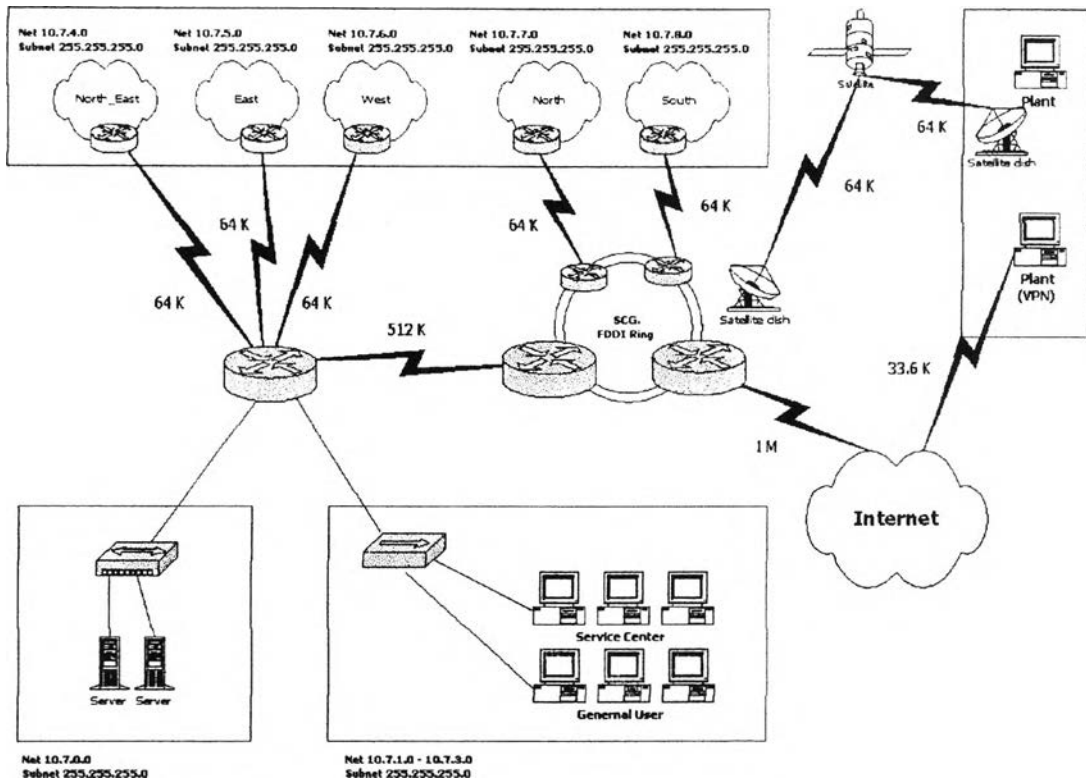 Net 10.7.4.0
Subnet 255.255.255.0
Net 10.7.5.0
Subnet 255.255.255.0
Net 10.7.6.0
Subnet 255.255.255.0
Net 10.7.7.0
Subnet 255.255.255.0
Net 10.7.8.0
Subnet 255.255.255.0
North_East
East
West
North
South
Plant
64 K
Satellite dish
64 K
64 K
64 K
64 K
64 K
64 K
Plant
(VPN)
Satellite dish
SCG.
FDDI Ring
512 K
33.6 K
1 M
Internet
Service Center
Genernal User
Server
Server
Net 10.7.0.0
Subnet 255.255.255.0
Net 10.7.1.0 - 10.7.3.0
Subnet 255.255.255.0